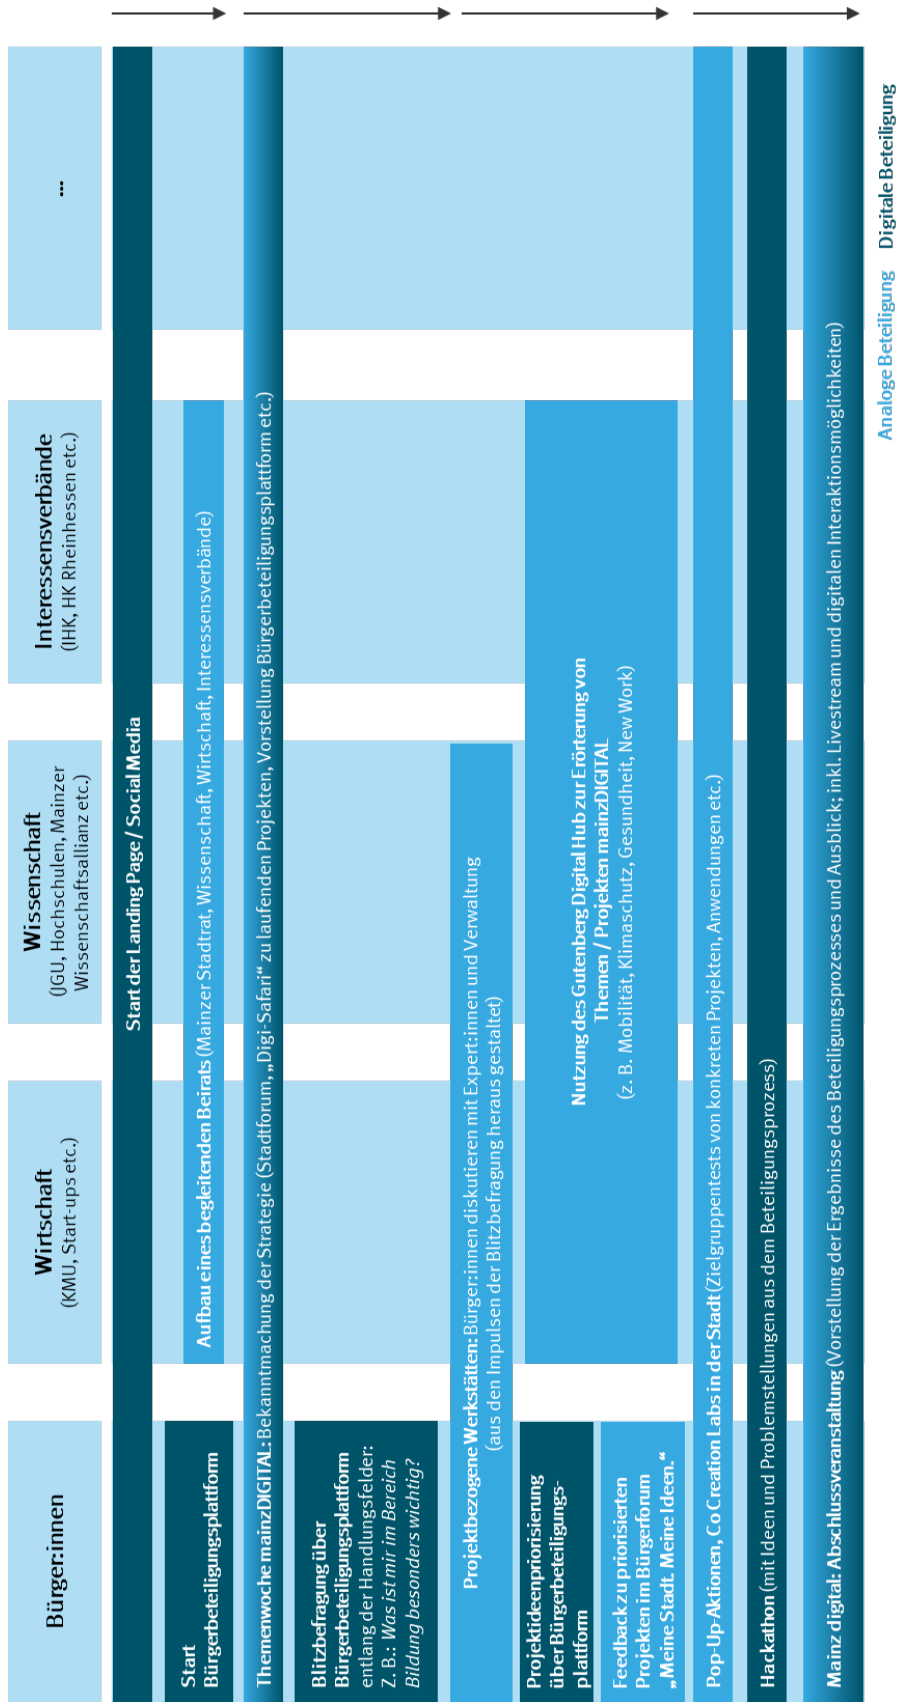 Bürger:innen
Wirtschaft
(KMU, Start-ups etc.)
Wissenschaft
(JGU, Hochschulen, Mainzer
Wissenschaftsallianz etc.)
Interessensverbände
(IHK, HK Rheinhessen etc.)
...
Start der Landing Page / Social Media
Start
Bürgerbeteiligungsplattform
Aufbau eines begleitenden Beirats (Mainzer Stadtrat, Wissenschaft, Wirtschaft, Interessensverbände)
Themenwoche mainzDIGITAL: Bekanntmachung der Strategie (Stadtforum, „Digi-Safari“ zu laufenden Projekten, Vorstellung Bürgerbeteiligungsplattform etc.)
Blitzbefragung über
Bürgerbeteiligungsplattform
entlang der Handlungsfelder:
Z. B.: Was ist mir im Bereich
Bildung besonders wichtig?
Projektbezogene Werkstätten: Bürger:innen diskutieren mit Expert:innen und Verwaltung
(aus den Impulsen der Blitzbefragung heraus gestaltet)
Projektideenpriorisierung
über Bürgerbeteiligungs-
plattform
Feedback zu priorisierten
Projekten im Bürgerforum
„Meine Stadt. Meine Ideen.“
Nutzung des Gutenberg Digital Hub zur Erörterung von
Themen / Projekten mainzDIGITAL
(z. B. Mobilität, Klimaschutz, Gesundheit, New Work)
Pop-Up-Aktionen, Co Creation Labs in der Stadt (Zielgruppentests von konkreten Projekten, Anwendungen etc.)
Hackathon (mit Ideen und Problemstellungen aus dem Beteiligungsprozess)
Mainz digital: Abschlussveranstaltung (Vorstellung der Ergebnisse des Beteiligungsprozesses und Ausblick; inkl. Livestream und digitalen Interaktionsmöglichkeiten)
Analoge Beteiligung Digitale Beteiligung